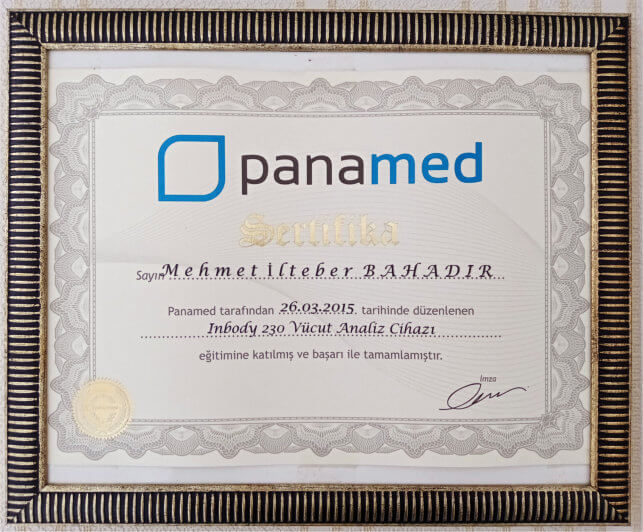 panamed
Sertifika
Sayın Mehmet İlteber BAHADIR
Panamed tarafından 26.03.2015 tarihinde düzenlenen
Inbody 230 Vücut Analiz Cihazı
eğitimine katılmış ve başarı ile tamamlamıştır.
İmza